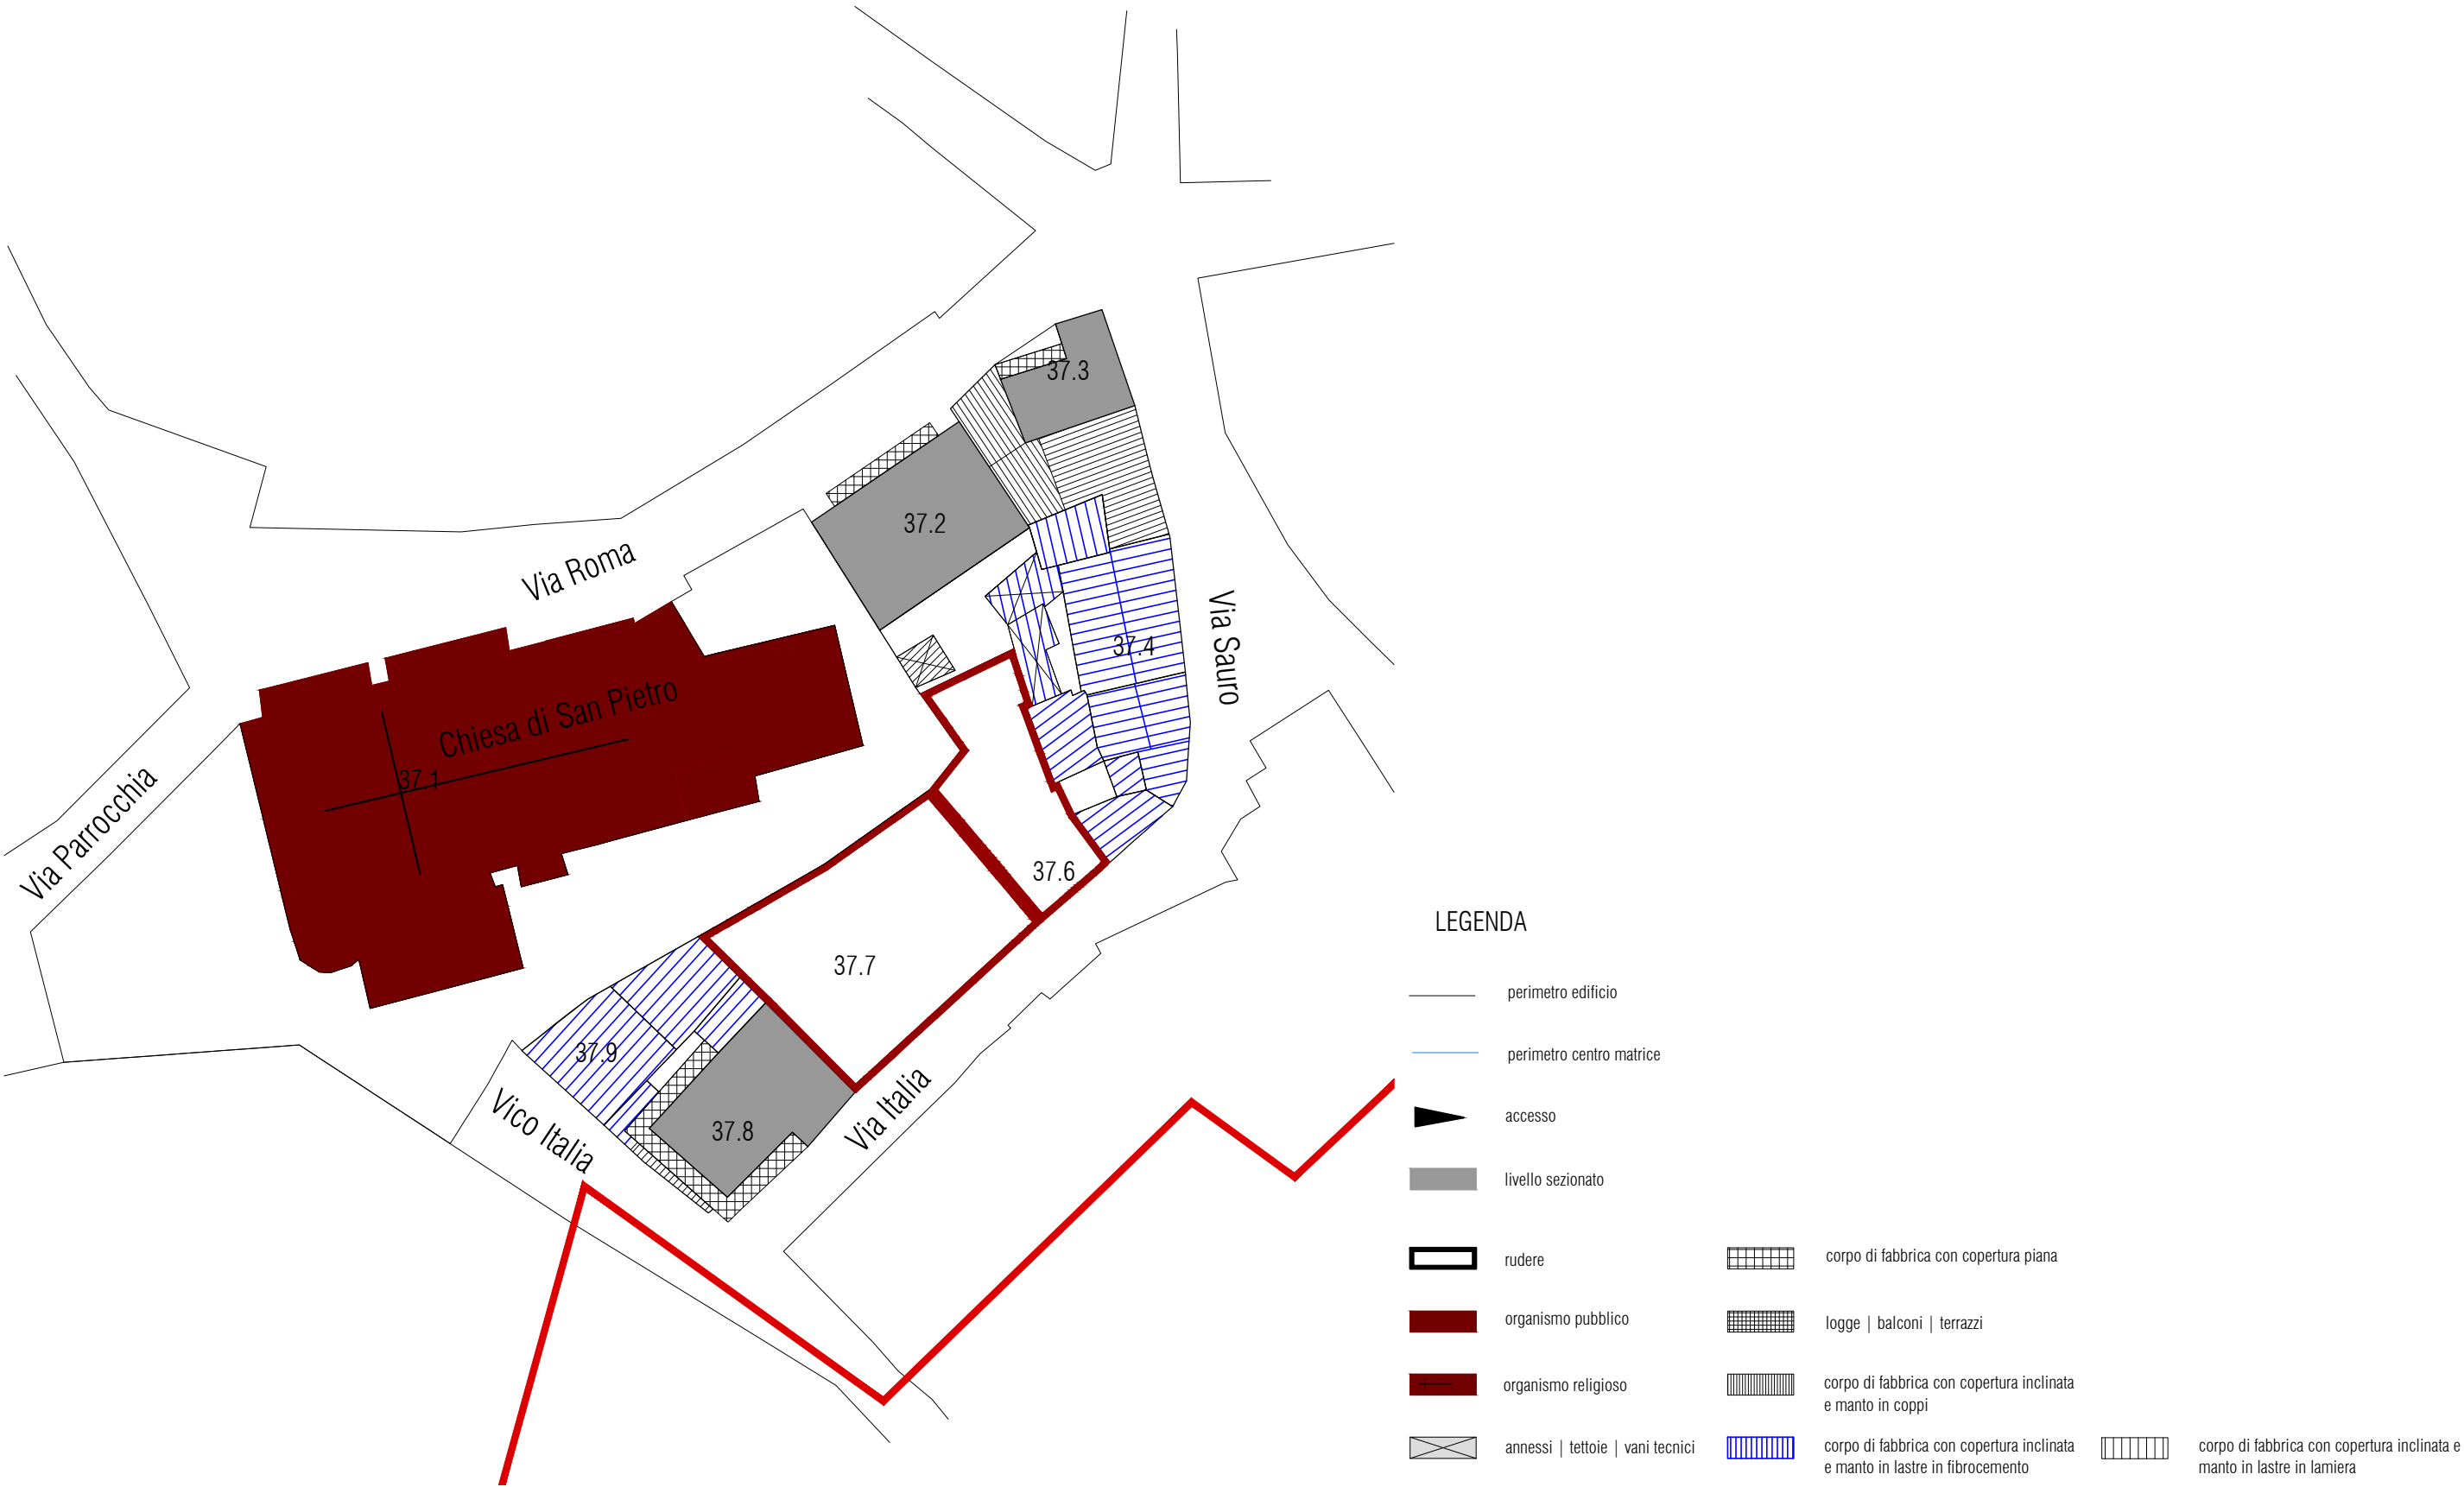 37.3
37.2
Via Roma
Via Sauro
37.4
Chiesa di San Pietro
37.1
Via Parrocchia
37.6
37.7
37.9
37.8
Vico Italia
Via Italia
LEGENDA
perimetro edificio
perimetro centro matrice
accesso
livello sezionato
rudere
organismo pubblico
organismo religioso
annessi | tettoie | vani tecnici
corpo di fabbrica con copertura piana
logge | balconi | terrazzi
corpo di fabbrica con copertura inclinata
e manto in coppi
corpo di fabbrica con copertura inclinata
e manto in lastre in fibrocemento
corpo di fabbrica con copertura inclinata e
manto in lastre in lamiera